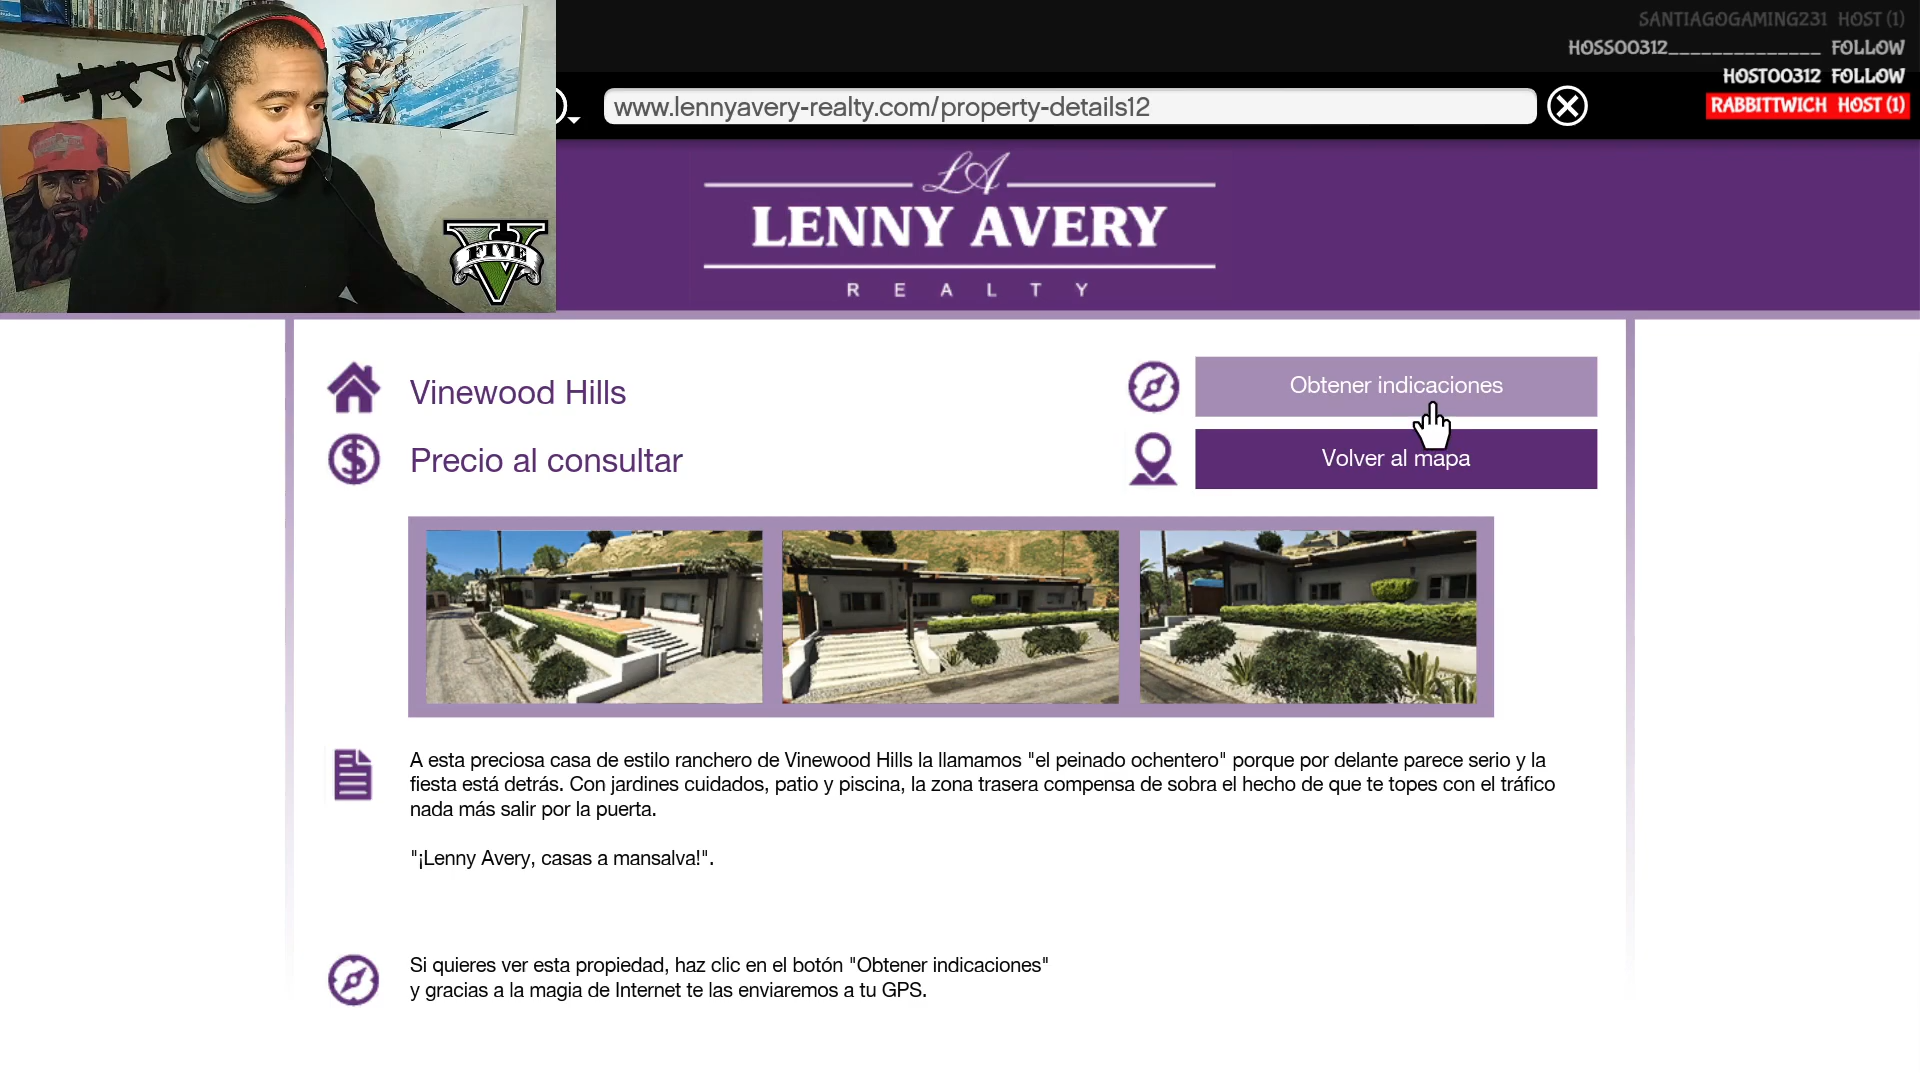 SANTIAGOGAMING231 HOST (1)
HOSSO0312______________ FOLLOW
HOSTO0312 FOLLOW
RABBITTWICH HOST (1)
www.lennyavery-realty.com/property-details12
LA
LENNY AVERY
REALTY
V
FIVE
Vinewood Hills
Obtener indicaciones
Precio al consultar
Volver al mapa
A esta preciosa casa de estilo ranchero de Vinewood Hills la llamamos "el peinado ochentero" porque por delante parece serio y la
fiesta está detrás. Con jardines cuidados, patio y piscina, la zona trasera compensa de sobra el hecho de que te topes con el tráfico
nada más salir por la puerta.
"¡Lenny Avery, casas a mansalva!".
Si quieres ver esta propiedad, haz clic en el botón "Obtener indicaciones"
y gracias a la magia de Internet te las enviaremos a tu GPS.